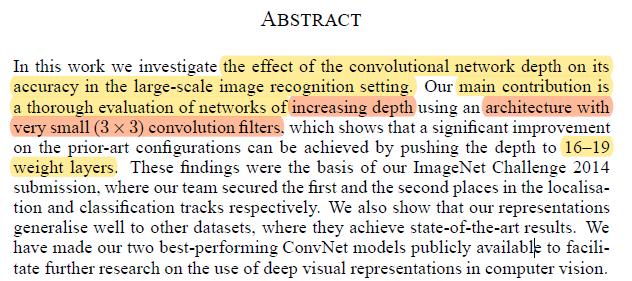 ABSTRACT
In this work we investigate the effect of the convolutional network depth on its
accuracy in the large-scale image recognition setting. Our main contribution is
a thorough evaluation of networks of increasing depth using an architecture with
very small (3 × 3) convolution filters, which shows that a significant improvement
on the prior-art configurations can be achieved by pushing the depth to 16–19
weight layers. These findings were the basis of our ImageNet Challenge 2014
submission, where our team secured the first and the second places in the localisa-
tion and classification tracks respectively. We also show that our representations
generalise well to other datasets, where they achieve state-of-the-art results. We
have made our two best-performing ConvNet models publicly available to facili-
tate further research on the use of deep visual representations in computer vision.